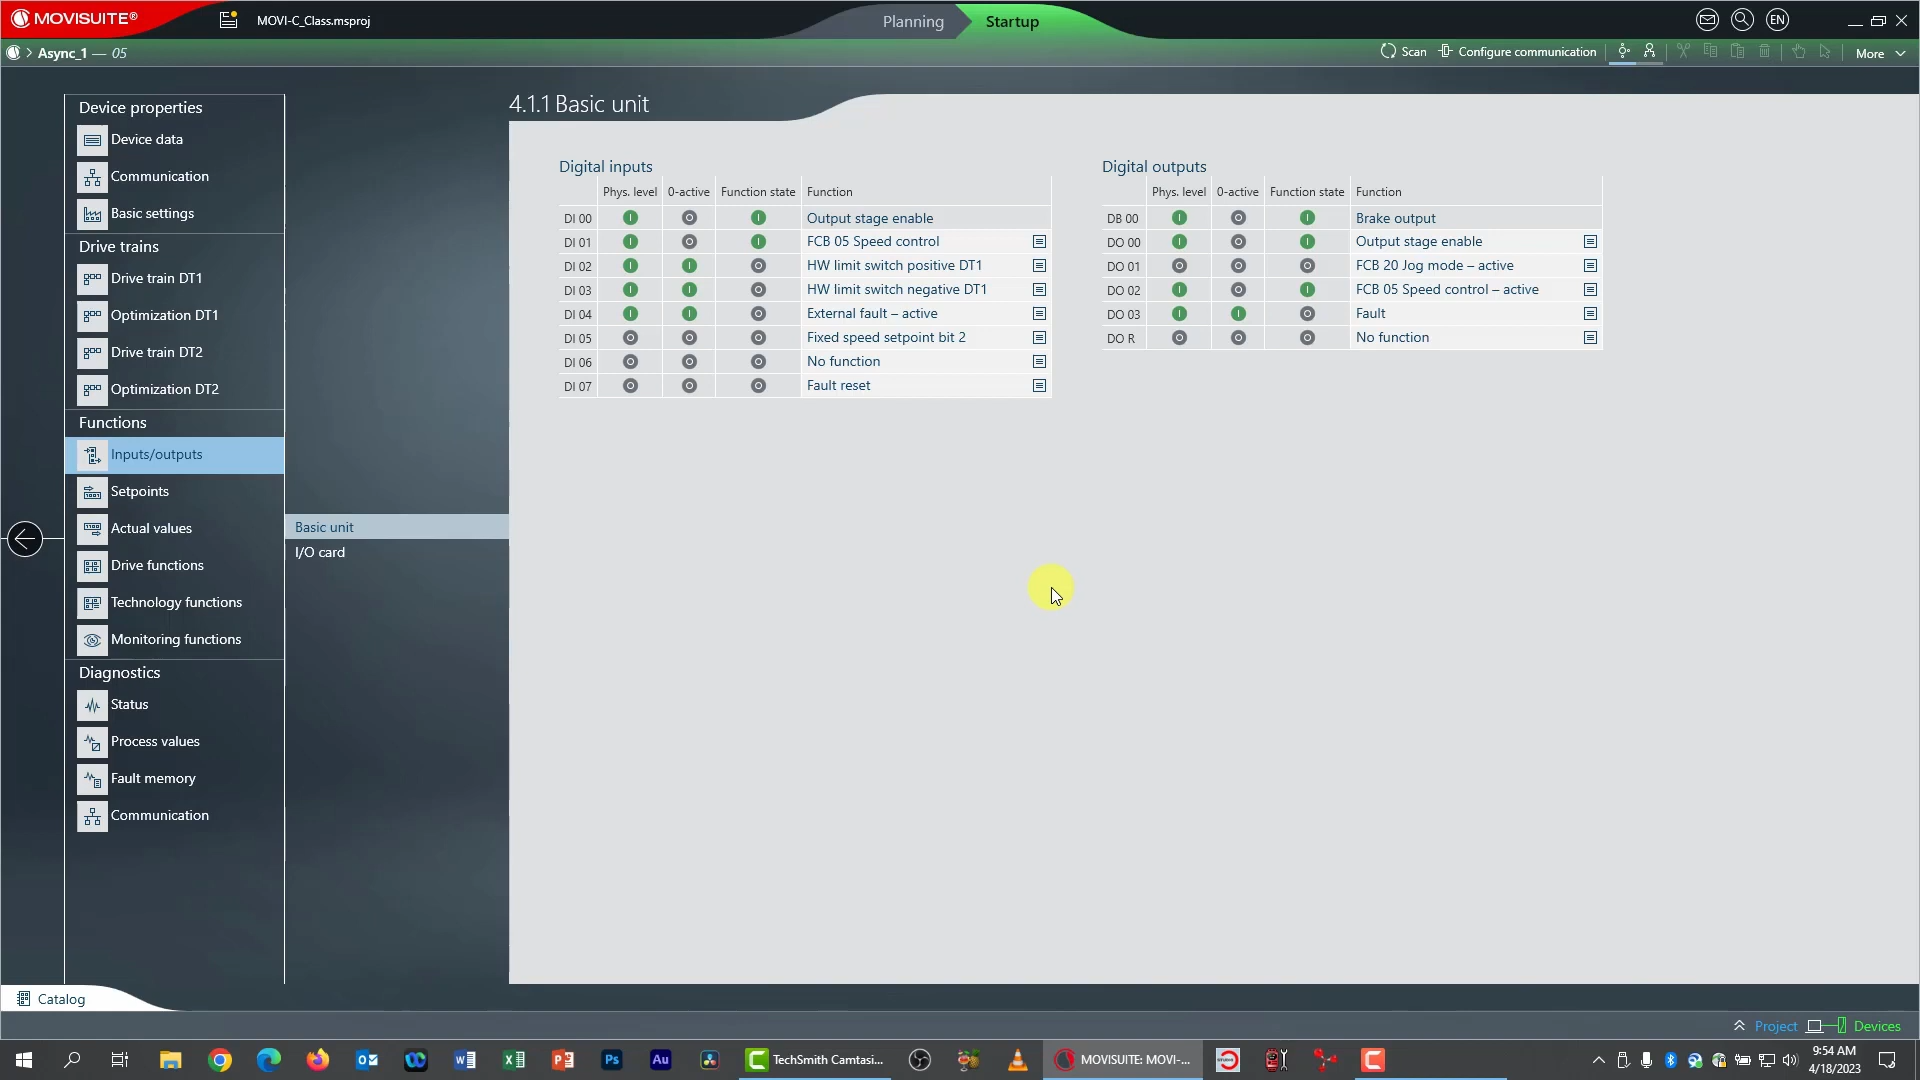 MOVISUITE®
MOVI-C_Class.msproj
Planning
Startup
EN
Async_1 — 05
Scan
Configure communication
More
Device properties
Device data
Communication
Basic settings
Drive trains
Drive train DT1
Optimization DT1
Drive train DT2
Optimization DT2
Functions
Inputs/outputs
Setpoints
Actual values
Drive functions
Technology functions
Monitoring functions
Diagnostics
Status
Process values
Fault memory
Communication
Basic unit
I/O card
4.1.1 Basic unit
Digital inputs
Phys. level 0-active Function state Function
DI 00 Output stage enable
DI 01 FCB 05 Speed control
DI 02 HW limit switch positive DT1
DI 03 HW limit switch negative DT1
DI 04 External fault – active
DI 05 Fixed speed setpoint bit 2
DI 06 No function
DI 07 Fault reset
Digital outputs
Phys. level 0-active Function state Function
DB 00 Brake output
DO 00 Output stage enable
DO 01 FCB 20 Jog mode – active
DO 02 FCB 05 Speed control – active
DO 03 Fault
DO R No function
Catalog
Project
Devices
TechSmith Camtasi...
MOVISUITE: MOVI-...
9:54 AM
4/18/2023